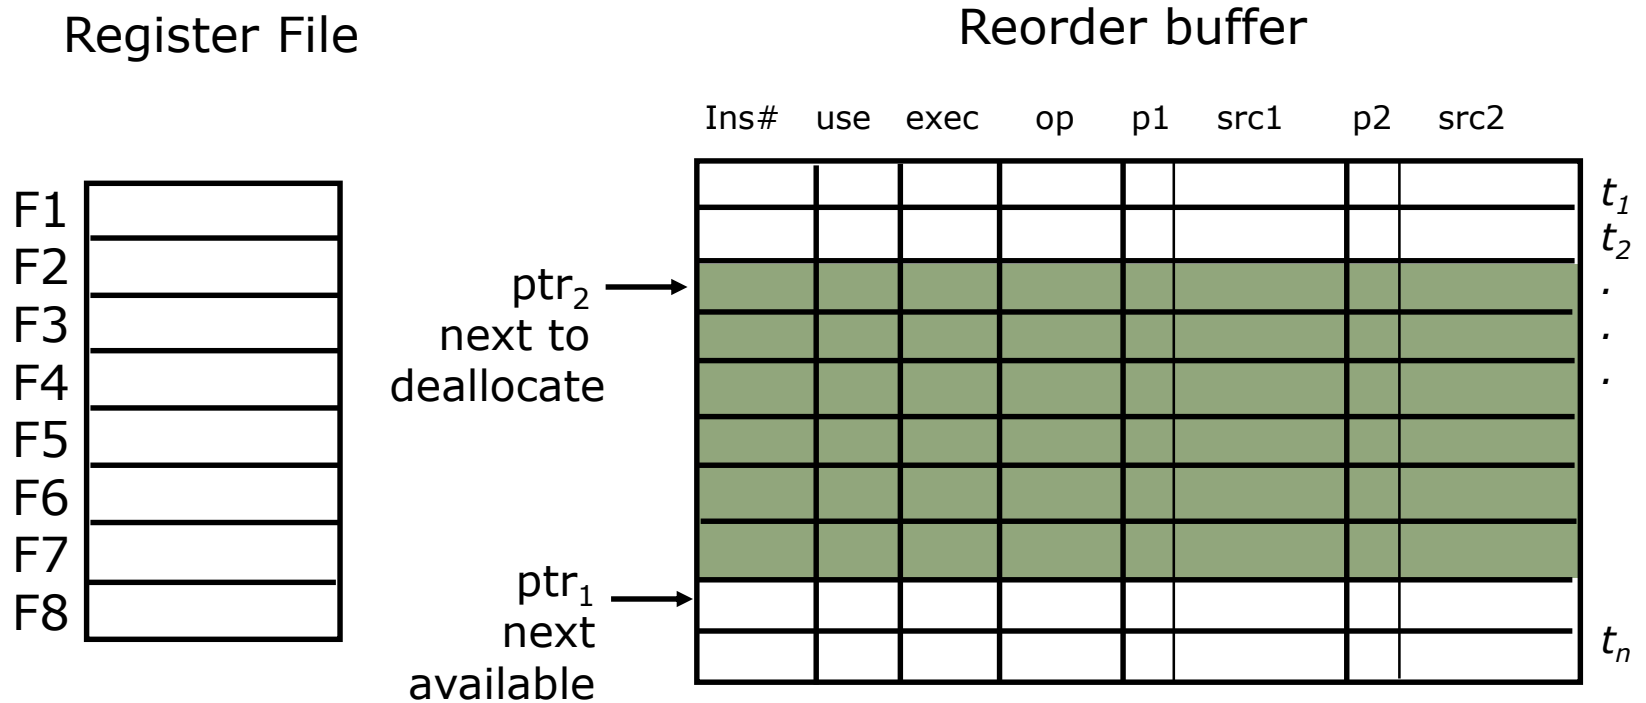 Register File
Reorder buffer
Ins# use exec op p1 src1 p2 src2
F1
F2
F3
F4
F5
F6
F7
F8
ptr₂
next to
deallocate
ptr₁
next
available
t₁
t₂
.
.
.
tₙ